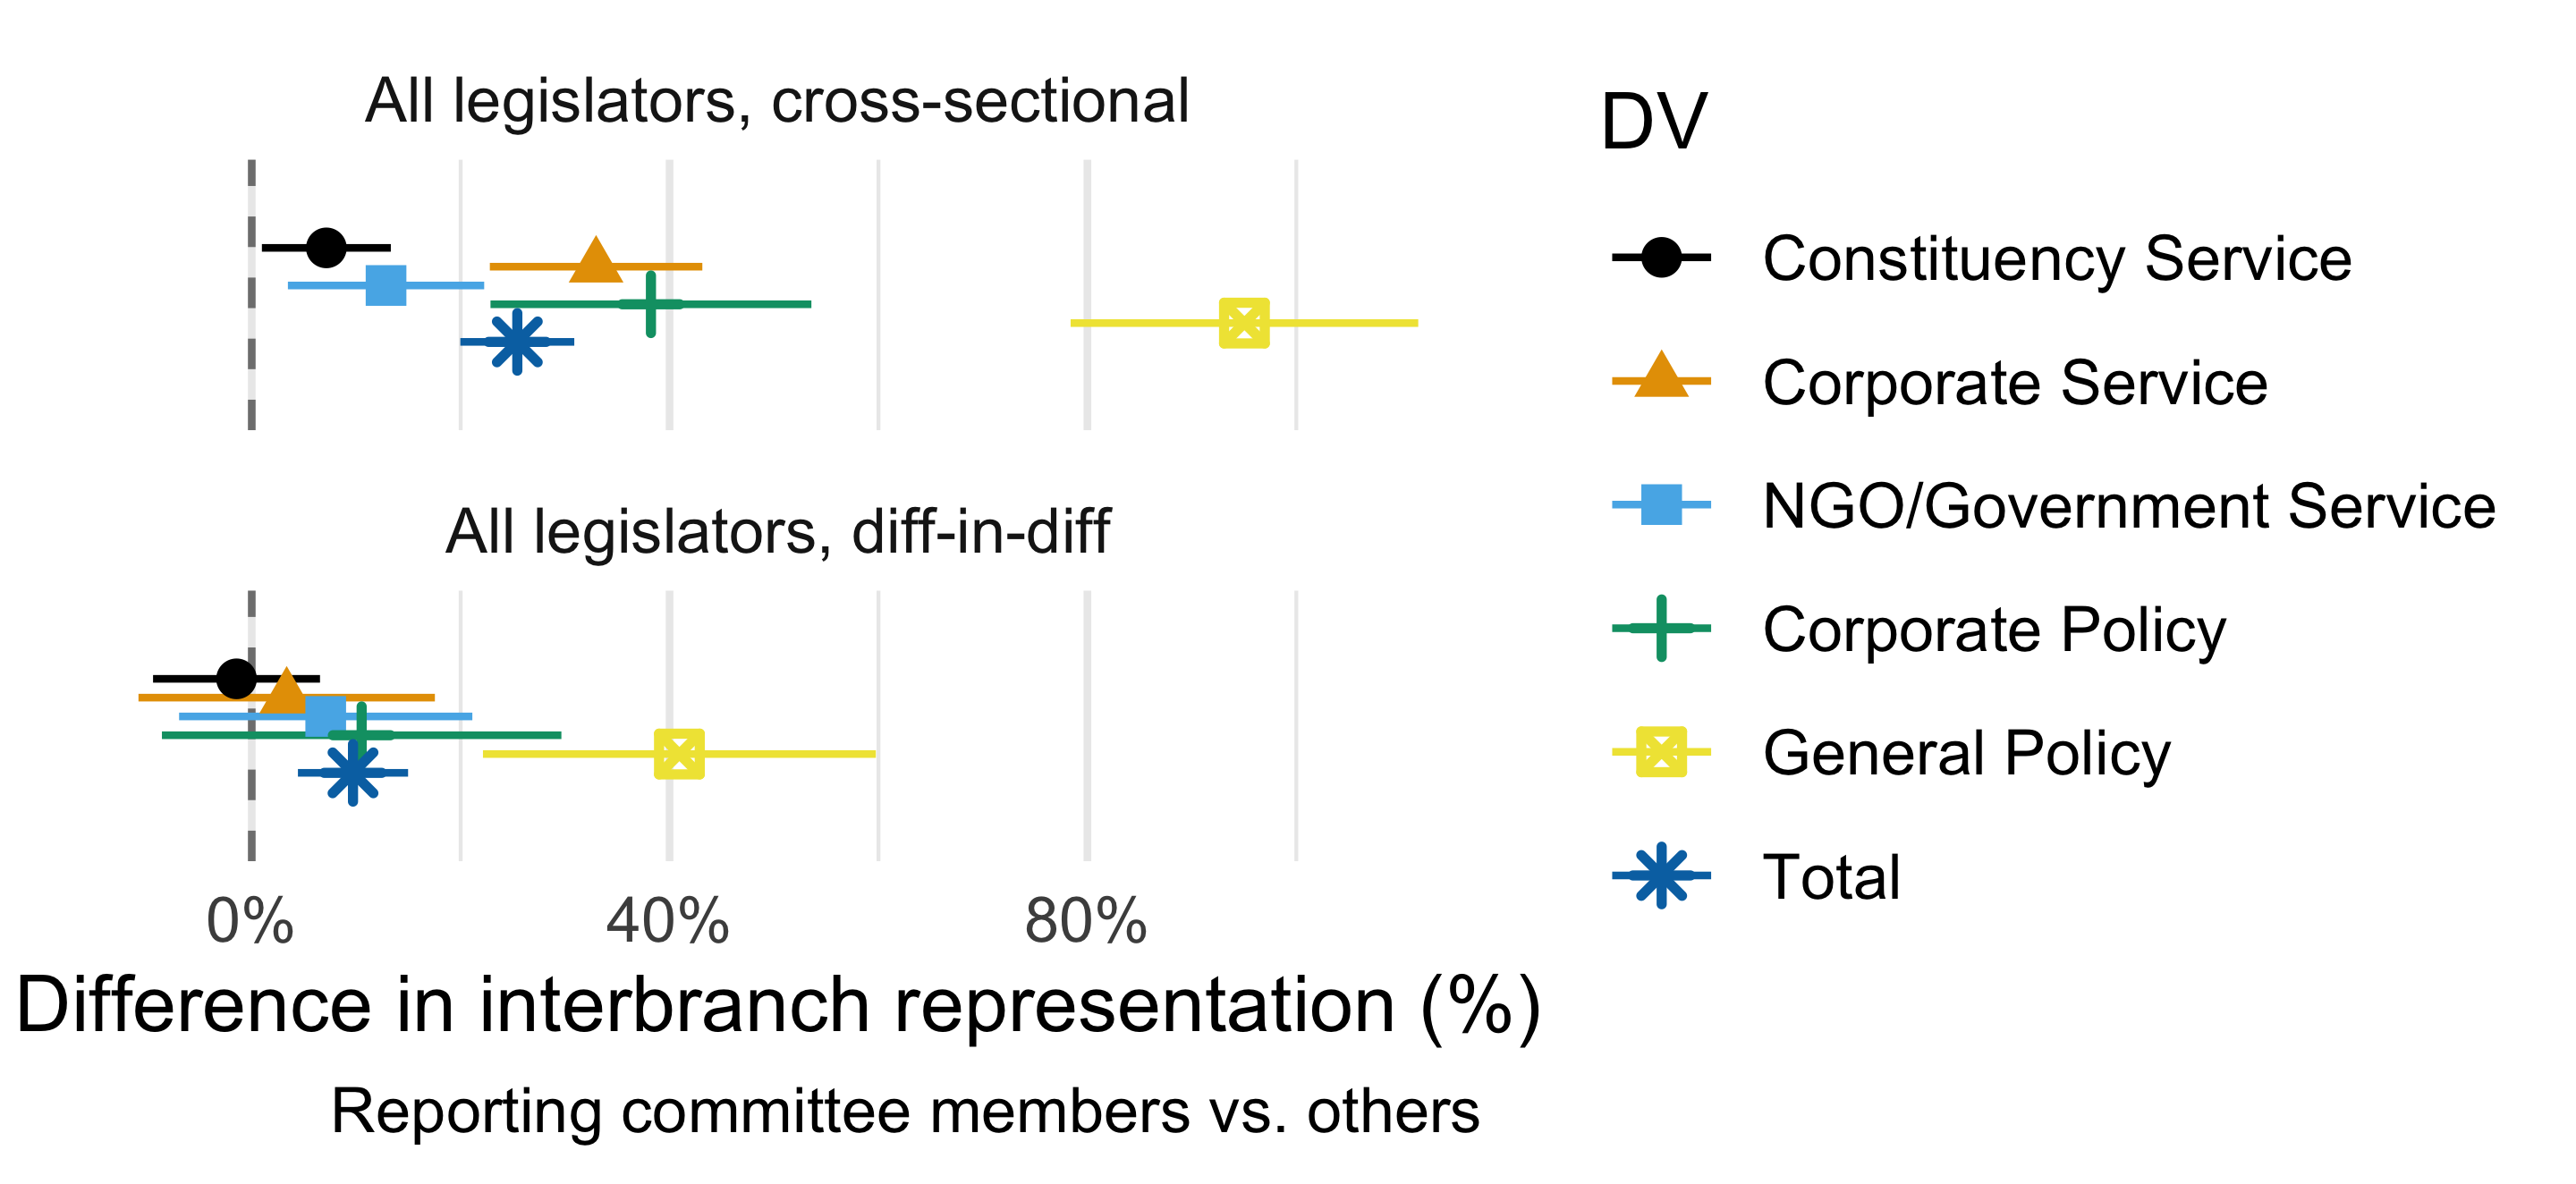 All legislators, cross-sectional
All legislators, diff-in-diff
0%
40%
80%
Difference in interbranch representation (%)
Reporting committee members vs. others
DV
Constituency Service
Corporate Service
NGO/Government Service
Corporate Policy
General Policy
Total